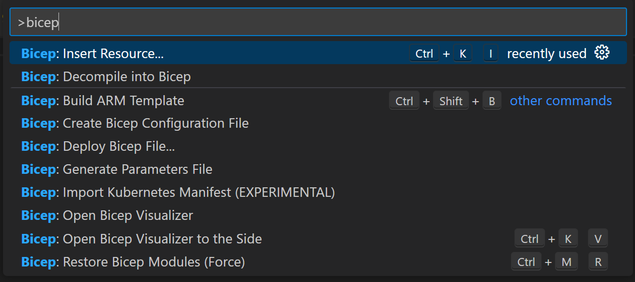 >bicep
Bicep: Insert Resource... Ctrl + K I recently used
Bicep: Decompile into Bicep
Bicep: Build ARM Template Ctrl + Shift + B other commands
Bicep: Create Bicep Configuration File
Bicep: Deploy Bicep File...
Bicep: Generate Parameters File
Bicep: Import Kubernetes Manifest (EXPERIMENTAL)
Bicep: Open Bicep Visualizer
Bicep: Open Bicep Visualizer to the Side Ctrl + K V
Bicep: Restore Bicep Modules (Force) Ctrl + M R